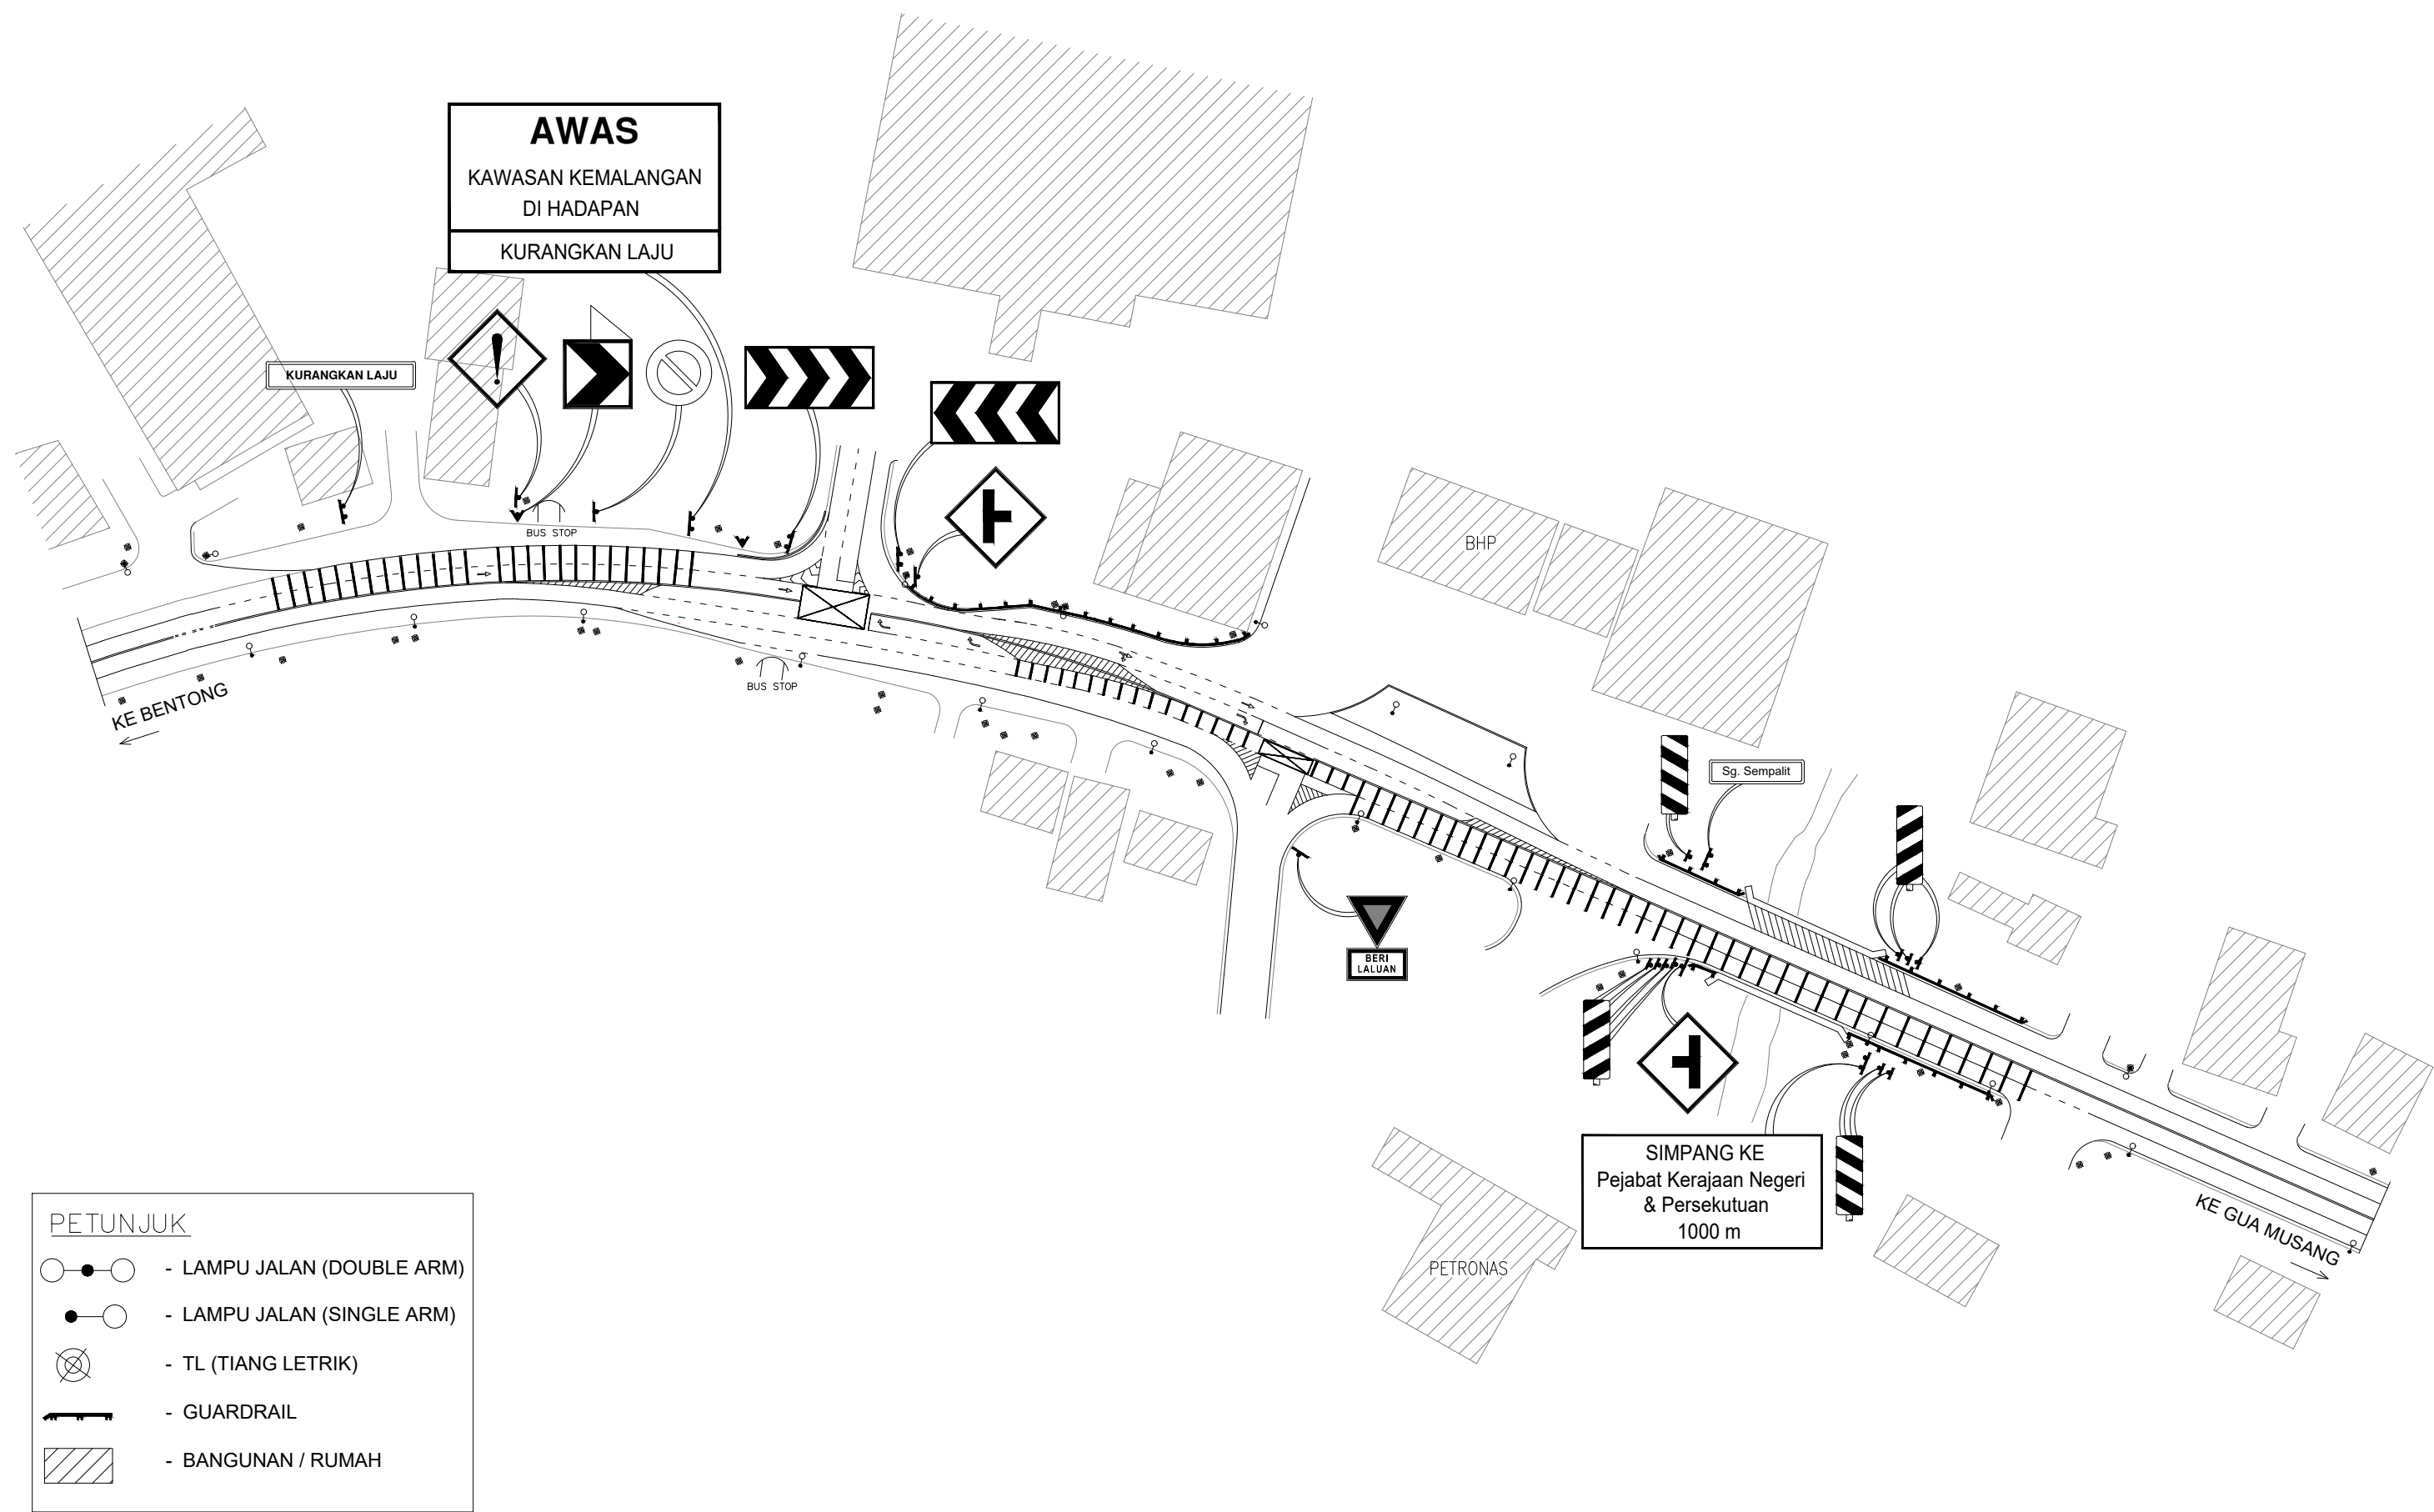 AWAS
KAWASAN KEMALANGAN
DI HADAPAN
KURANGKAN LAJU
KURANGKAN LAJU
BUS STOP
BUS STOP
KE BENTONG
BHP
Sg. Sempalit
BERI
LALUAN
SIMPANG KE
Pejabat Kerajaan Negeri
& Persekutuan
1000 m
KE GUA MUSANG
PETRONAS
PETUNJUK
- LAMPU JALAN (DOUBLE ARM)
- LAMPU JALAN (SINGLE ARM)
- TL (TIANG LETRIK)
- GUARDRAIL
- BANGUNAN / RUMAH